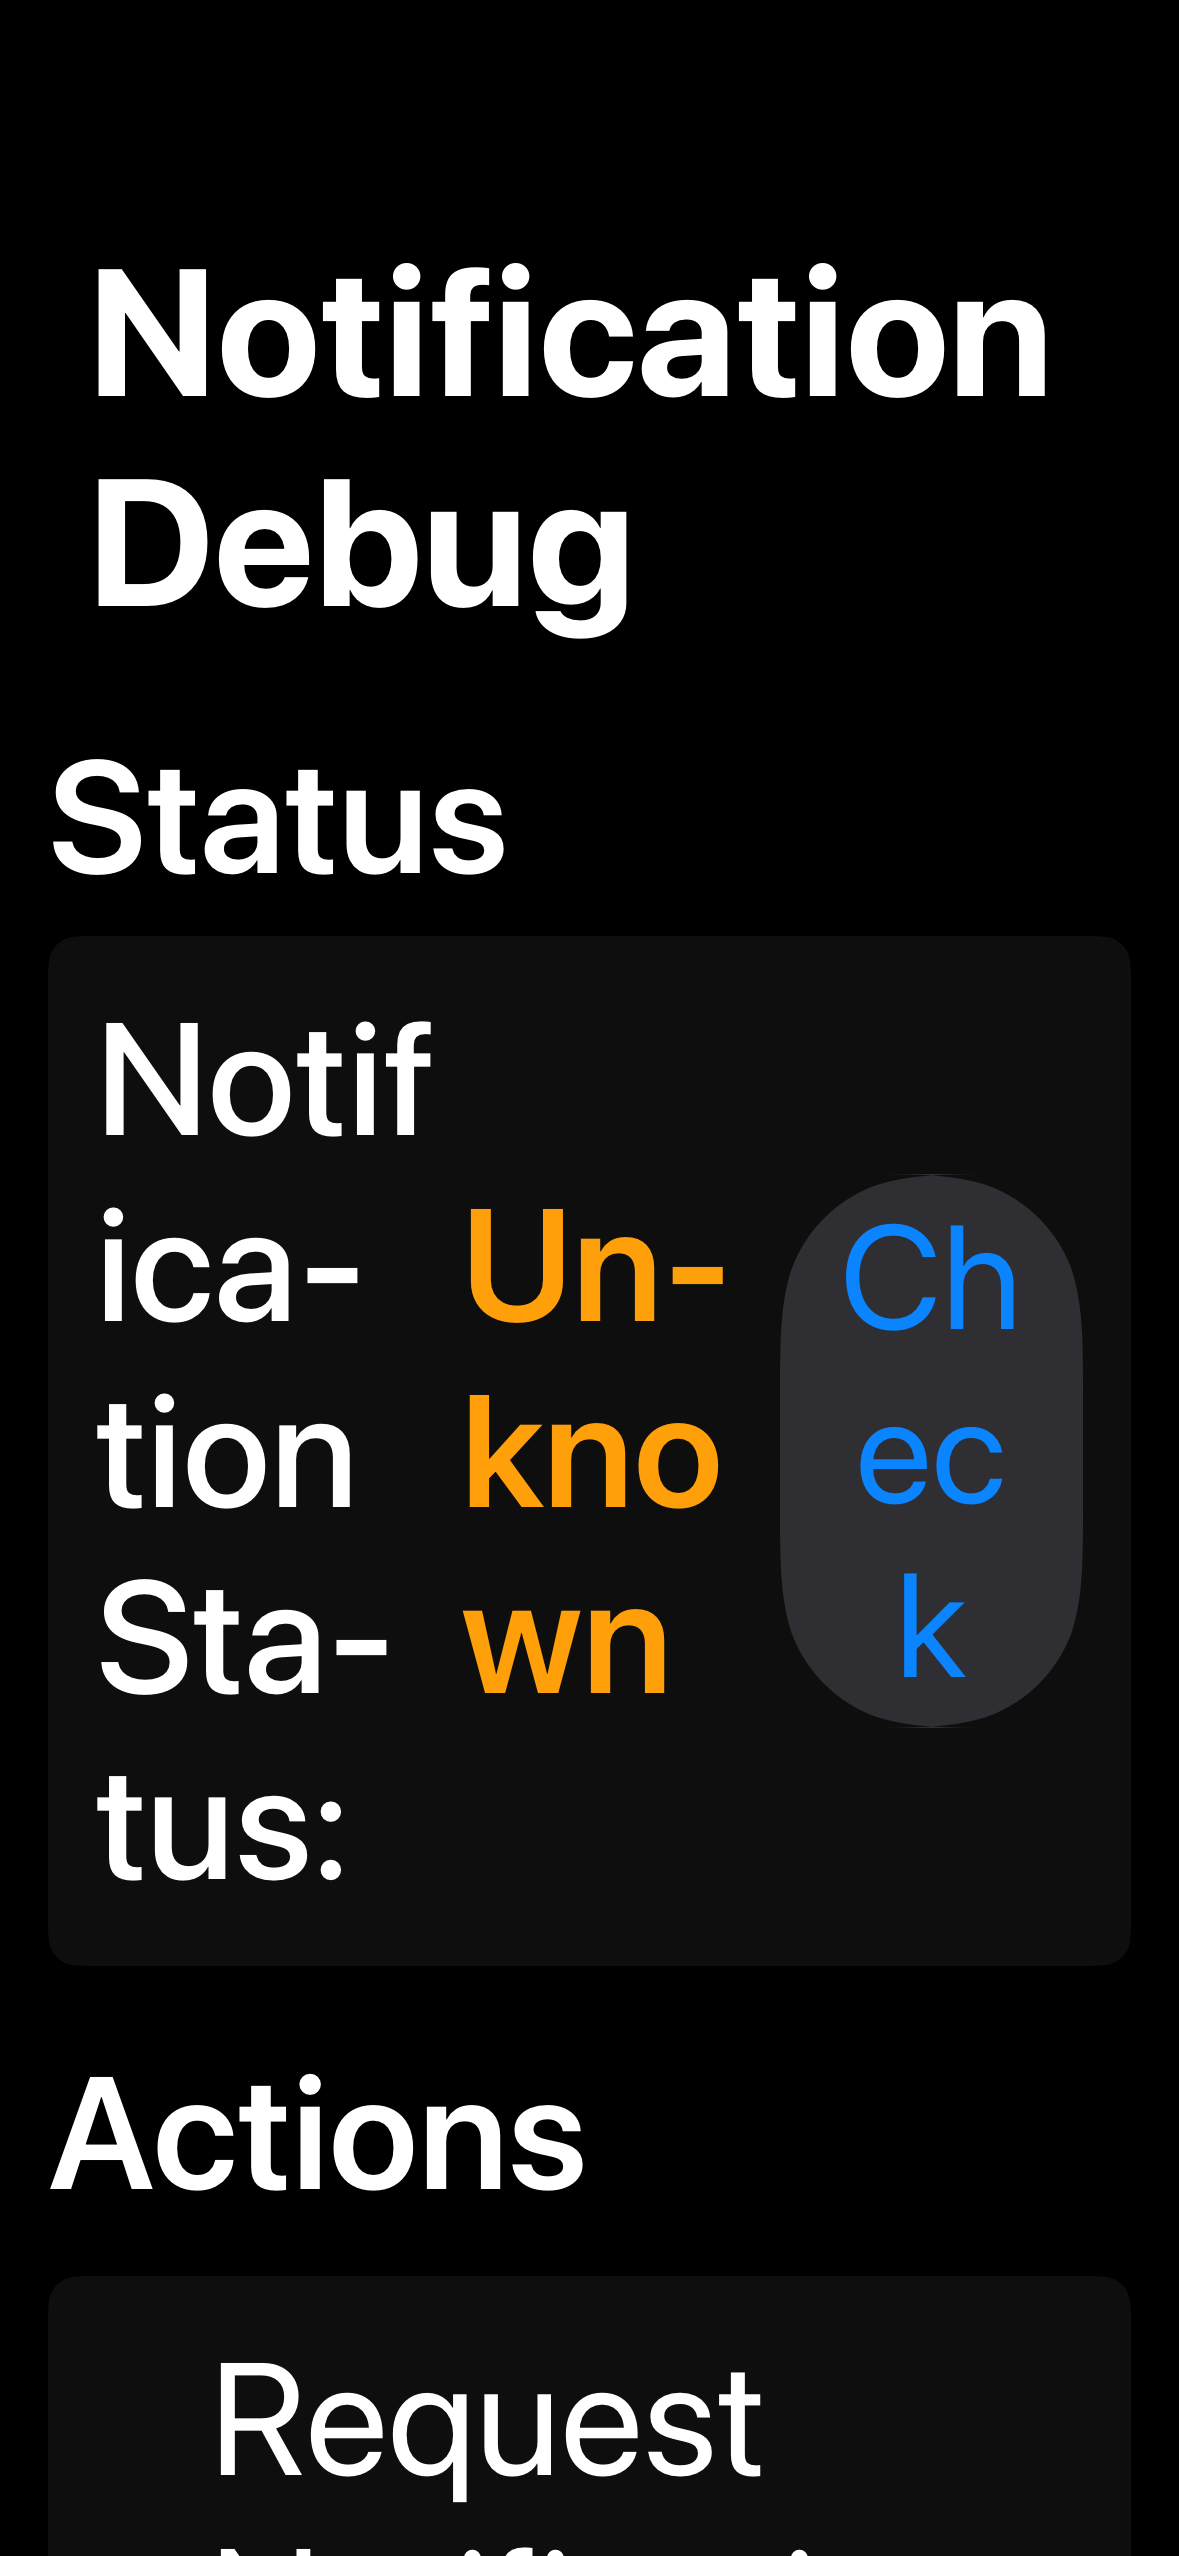 Notification
Debug
Status
Notif
ica-
tion
Sta-
tus:
Un-
kno
wn
Ch
ec
k
Actions
Request